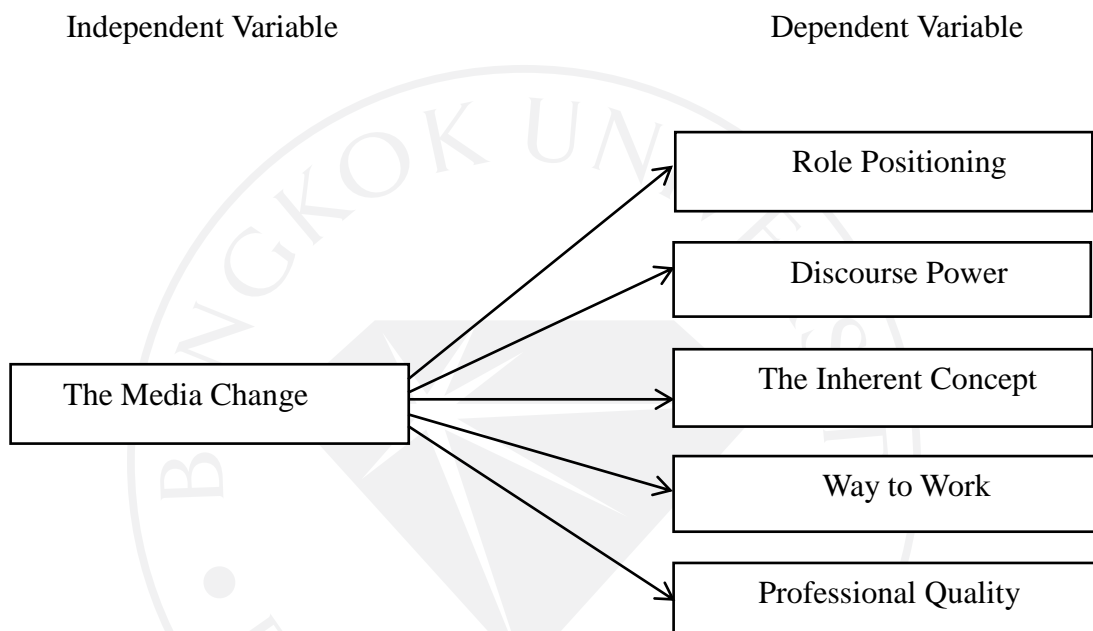 Independent Variable
Dependent Variable
Role Positioning
Discourse Power
The Inherent Concept
The Media Change
Way to Work
Professional Quality